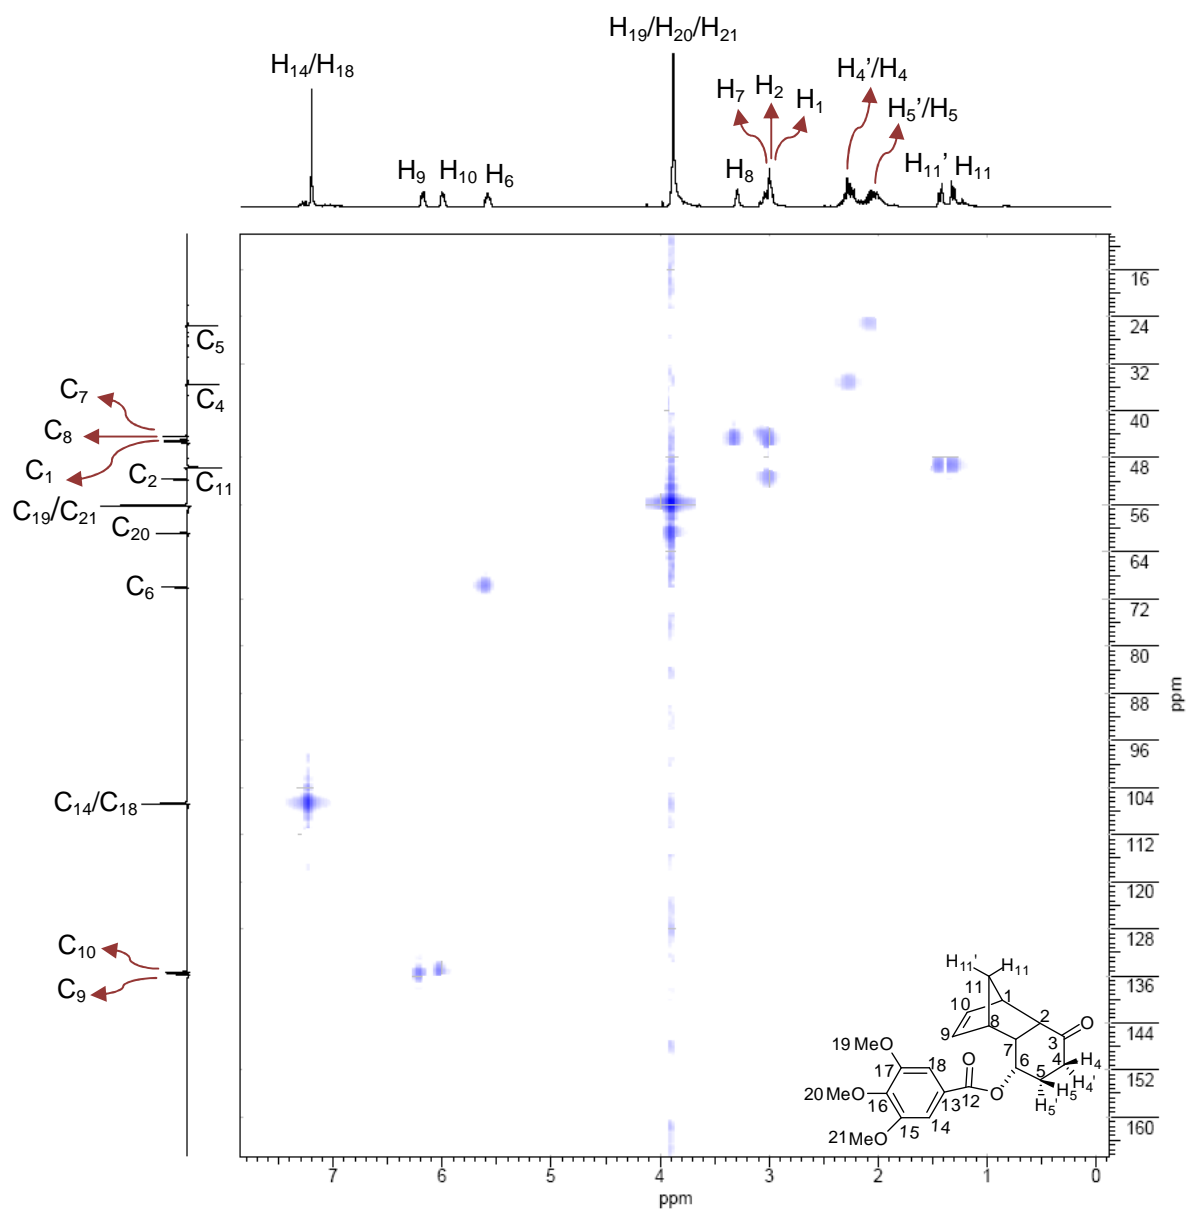 H₁₉/H₂₀/H₂₁
H₁₄/H₁₈
H₄’/H₄
H₇ H₂ H₁
H₅’/H₅
H₉ H₁₀ H₆
H₈
H₁₁’ H₁₁
C₅
C₇
C₄
C₈
C₁
C₂
C₁₁
C₁₉/C₂₁
C₂₀
C₆
C₁₄/C₁₈
C₁₀
C₉
16
24
32
40
48
56
64
72
80
88
96
104
112
120
128
136
144
152
160
ppm
H₁₁'
H₁₁
11
10
1
2
O
9
8
3
7
4
H₄
19 MeO
18
O
6
5
H₄'
17
H₅
20MeO
12
O
H₅'
16
13
15
14
21MeO
7 6 5 4 3 2 1 0
ppm